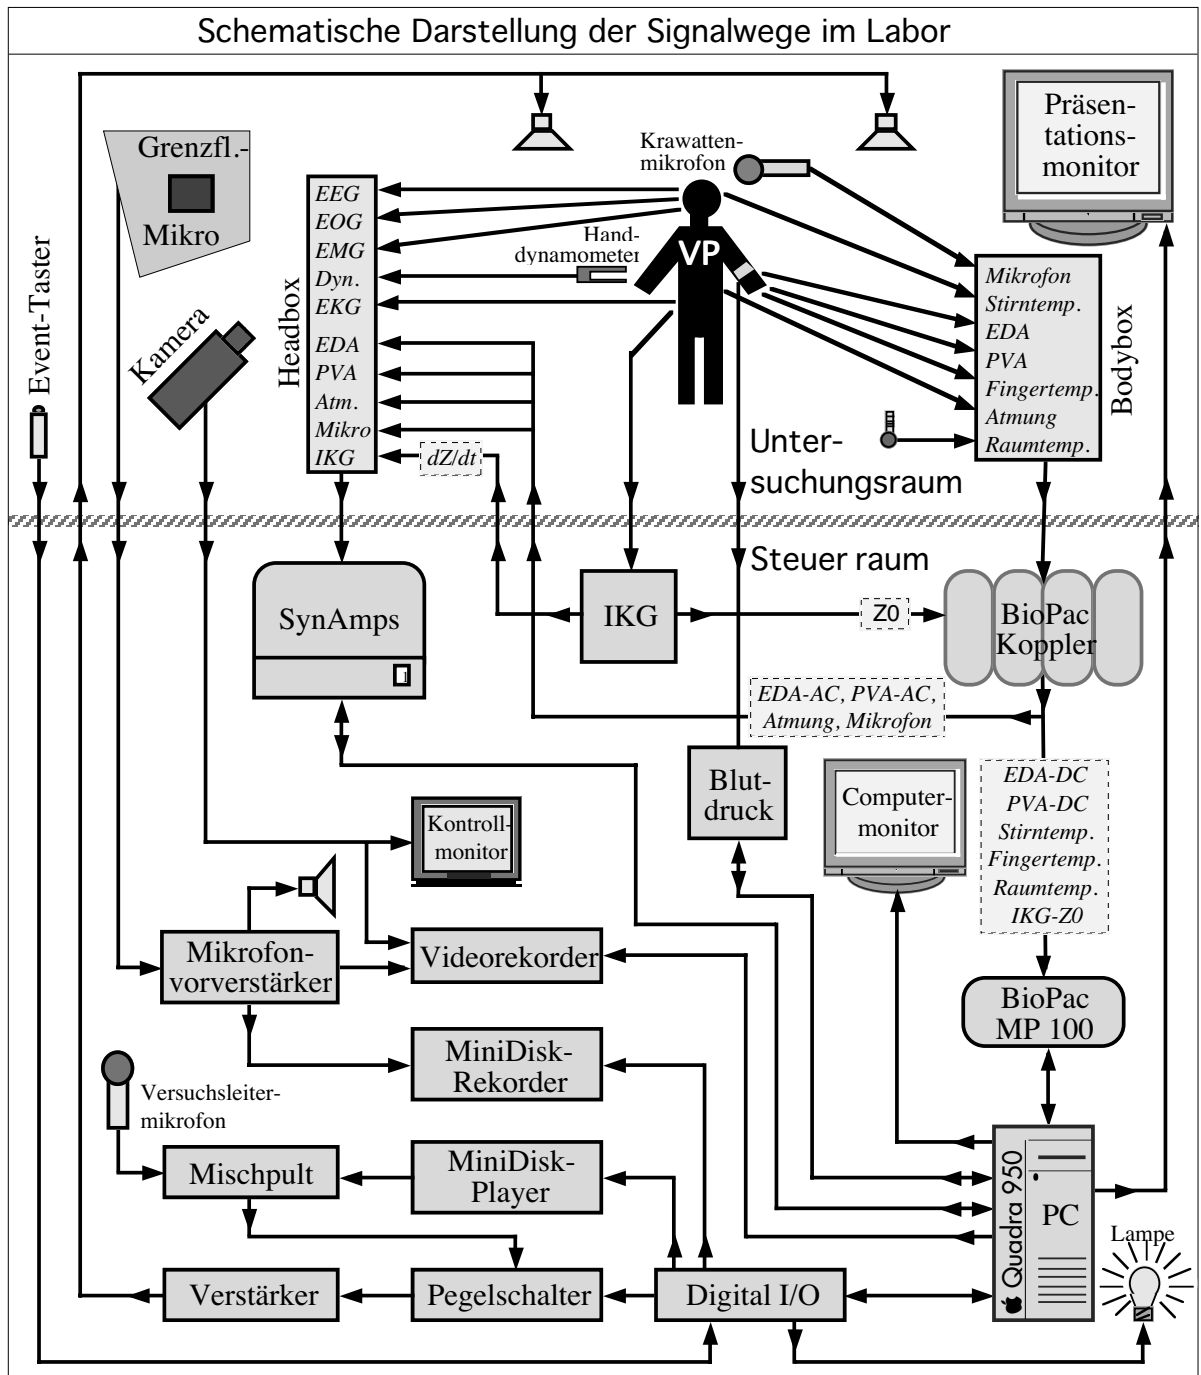 Schematische Darstellung der Signalwege im Labor
Grenzfl.-
Mikro
Krawatten-
mikrofon
Präsen-
tations-
monitor
Event-Taster
Kamera
Headbox
EEG
EOG
EMG
Dyn.
EKG
EDA
PVA
Atm.
Mikro
IKG
Hand-
dynamometer
VP
Mikrofon
Stirntemp.
EDA
PVA
Fingertemp.
Atmung
Raumtemp.
Bodybox
dZ/dt
Unter-
suchungsraum
Steuer raum
SynAmps
1
IKG
Z0
BioPac
Koppler
EDA-AC, PVA-AC,
Atmung, Mikrofon
Blut-
druck
Computer-
monitor
EDA-DC
PVA-DC
Stirntemp.
Fingertemp.
Raumtemp.
IKG-Z0
Kontroll-
monitor
Mikrofon-
vorverstärker
Videorekorder
BioPac
MP 100
MiniDisk-
Rekorder
Versuchsleiter-
mikrofon
Mischpult
MiniDisk-
Player
Quadra 950
PC
Lampe
Verstärker
Pegelschalter
Digital I/O